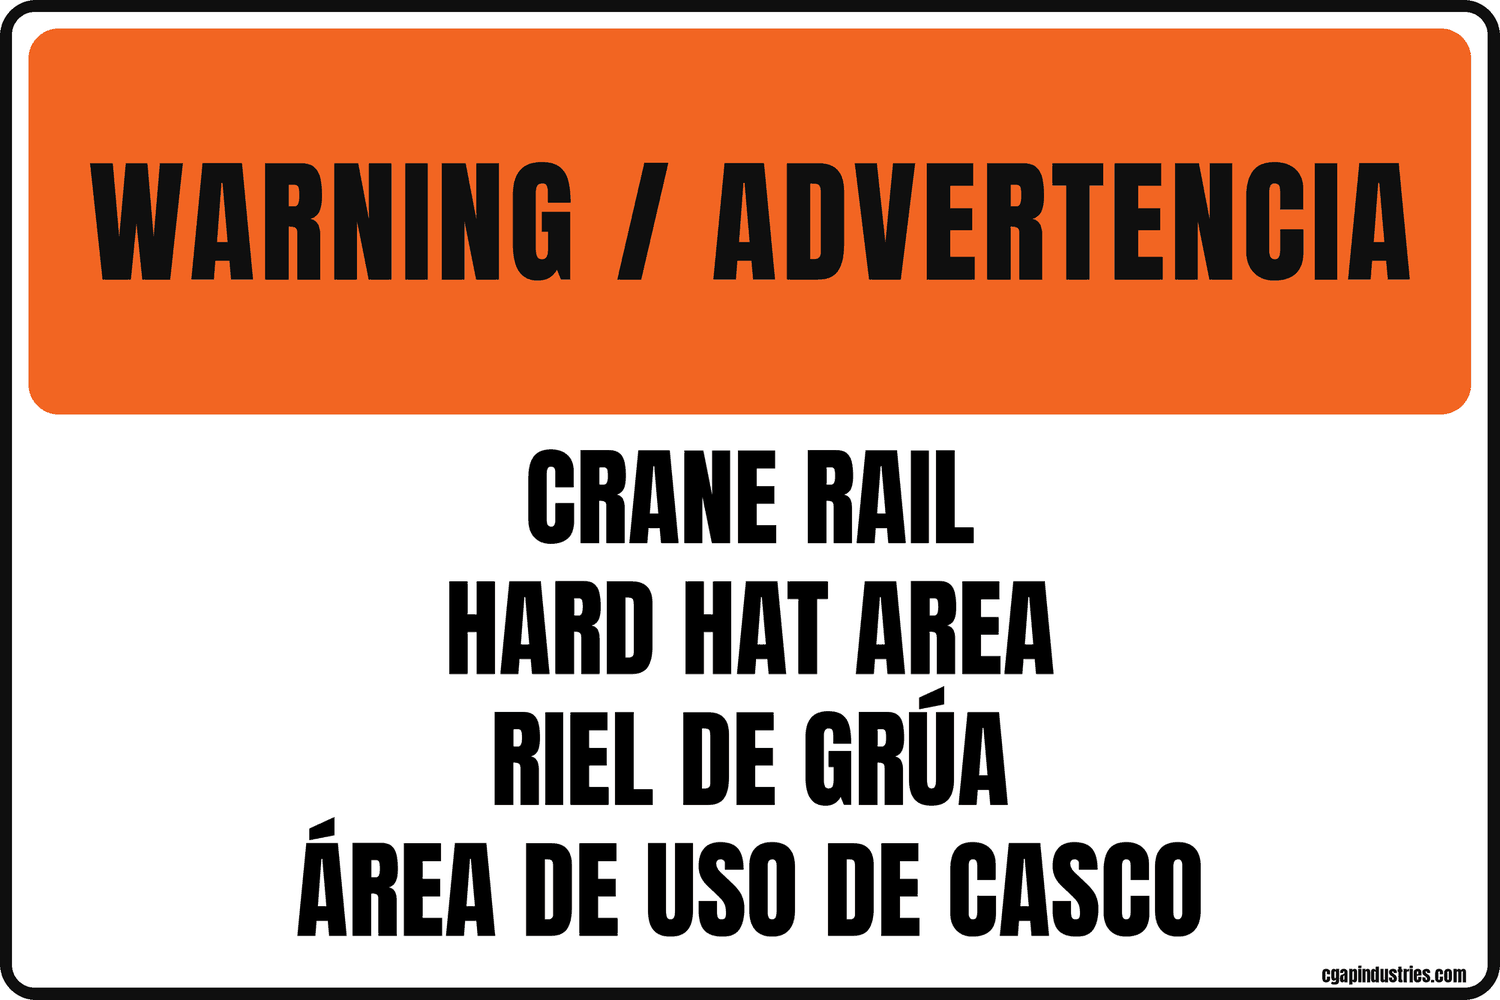 WARNING / ADVERTENCIA
CRANE RAIL
HARD HAT AREA
RIEL DE GRÚA
ÁREA DE USO DE CASCO
cgapindustries.com